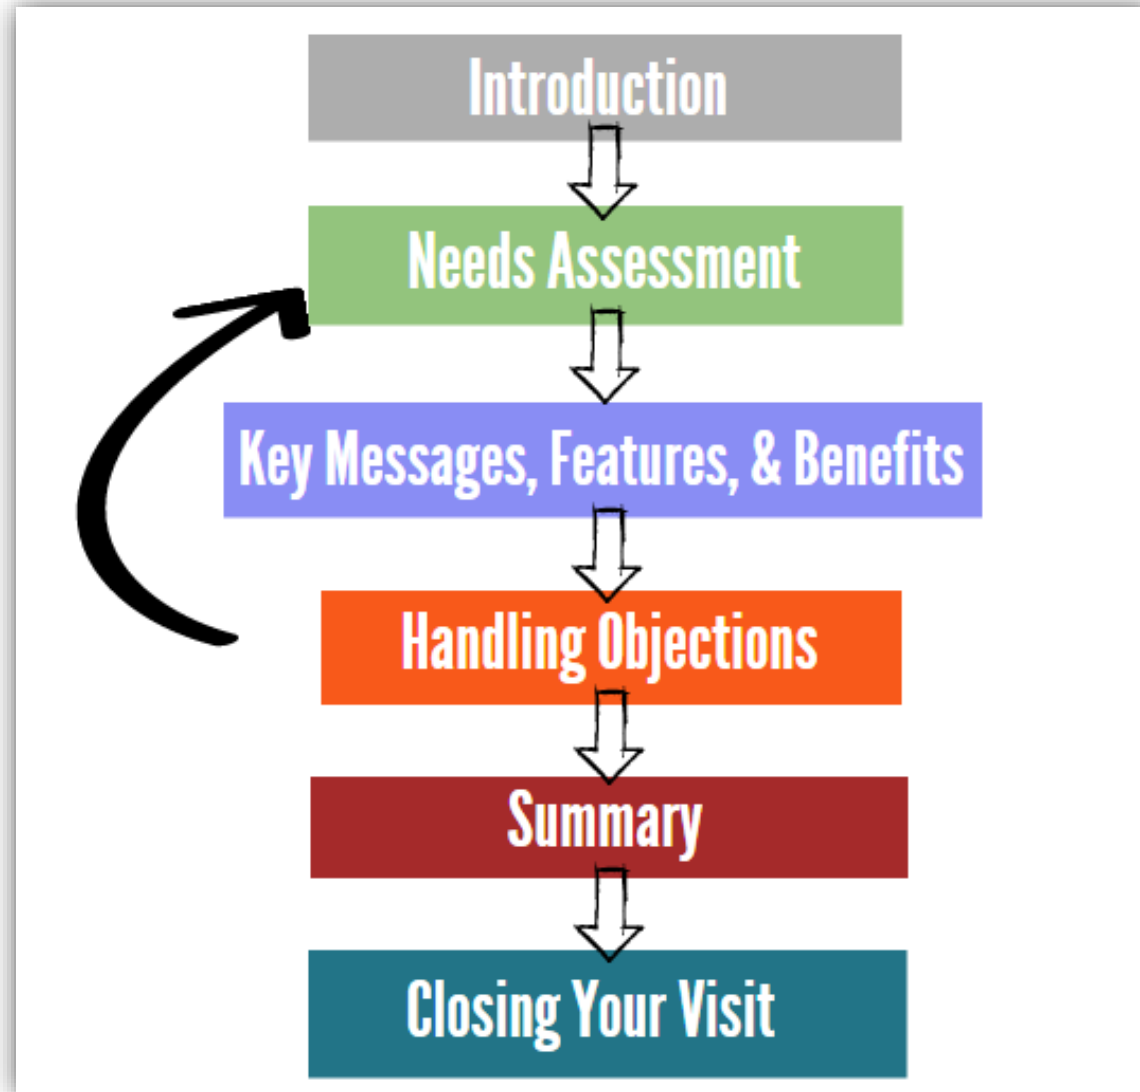 Introduction
Needs Assessment
Key Messages, Features, & Benefits
Handling Objections
Summary
Closing Your Visit